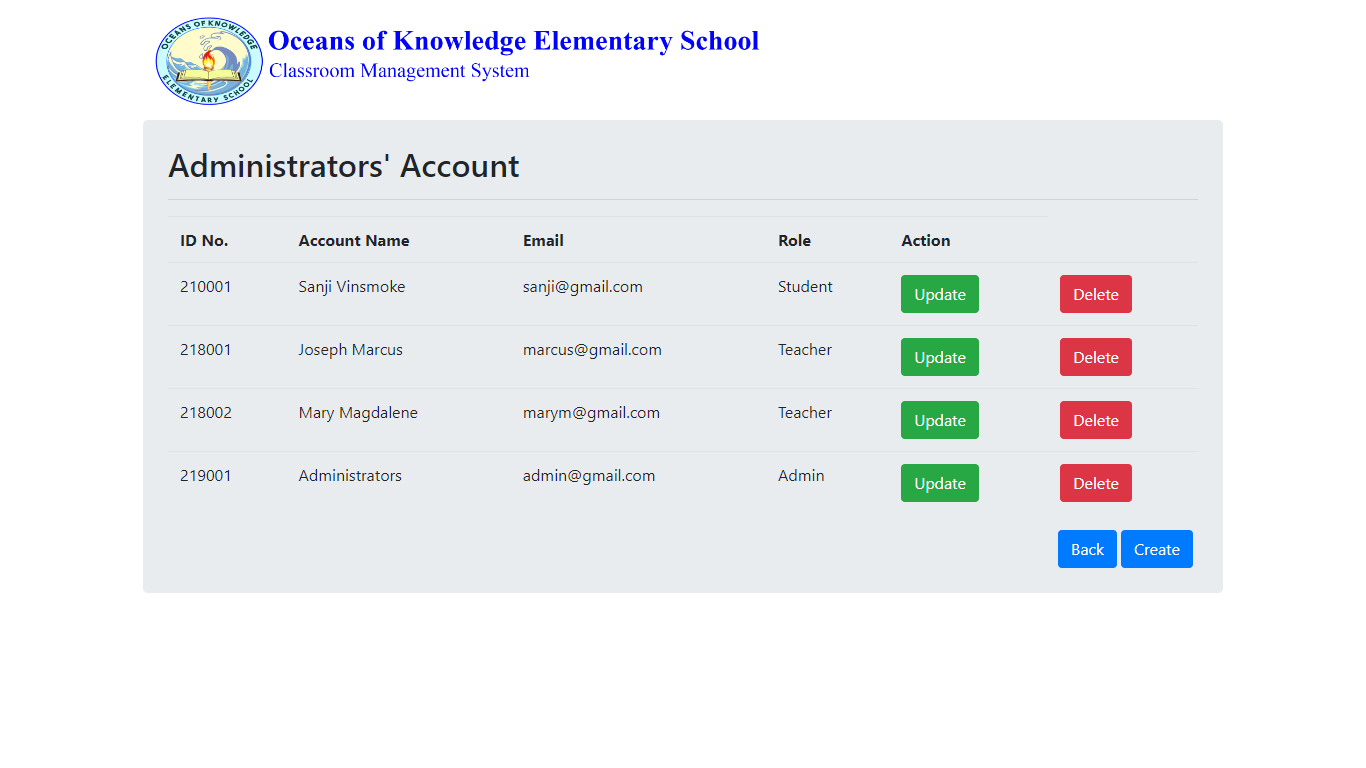 OCEANS OF KNOWLEDGE
ELEMENTARY SCHOOL
Oceans of Knowledge Elementary School
Classroom Management System
Administrators' Account
ID No. Account Name Email Role Action
210001 Sanji Vinsmoke sanji@gmail.com Student Update Delete
218001 Joseph Marcus marcus@gmail.com Teacher Update Delete
218002 Mary Magdalene marym@gmail.com Teacher Update Delete
219001 Administrators admin@gmail.com Admin Update Delete
Back Create